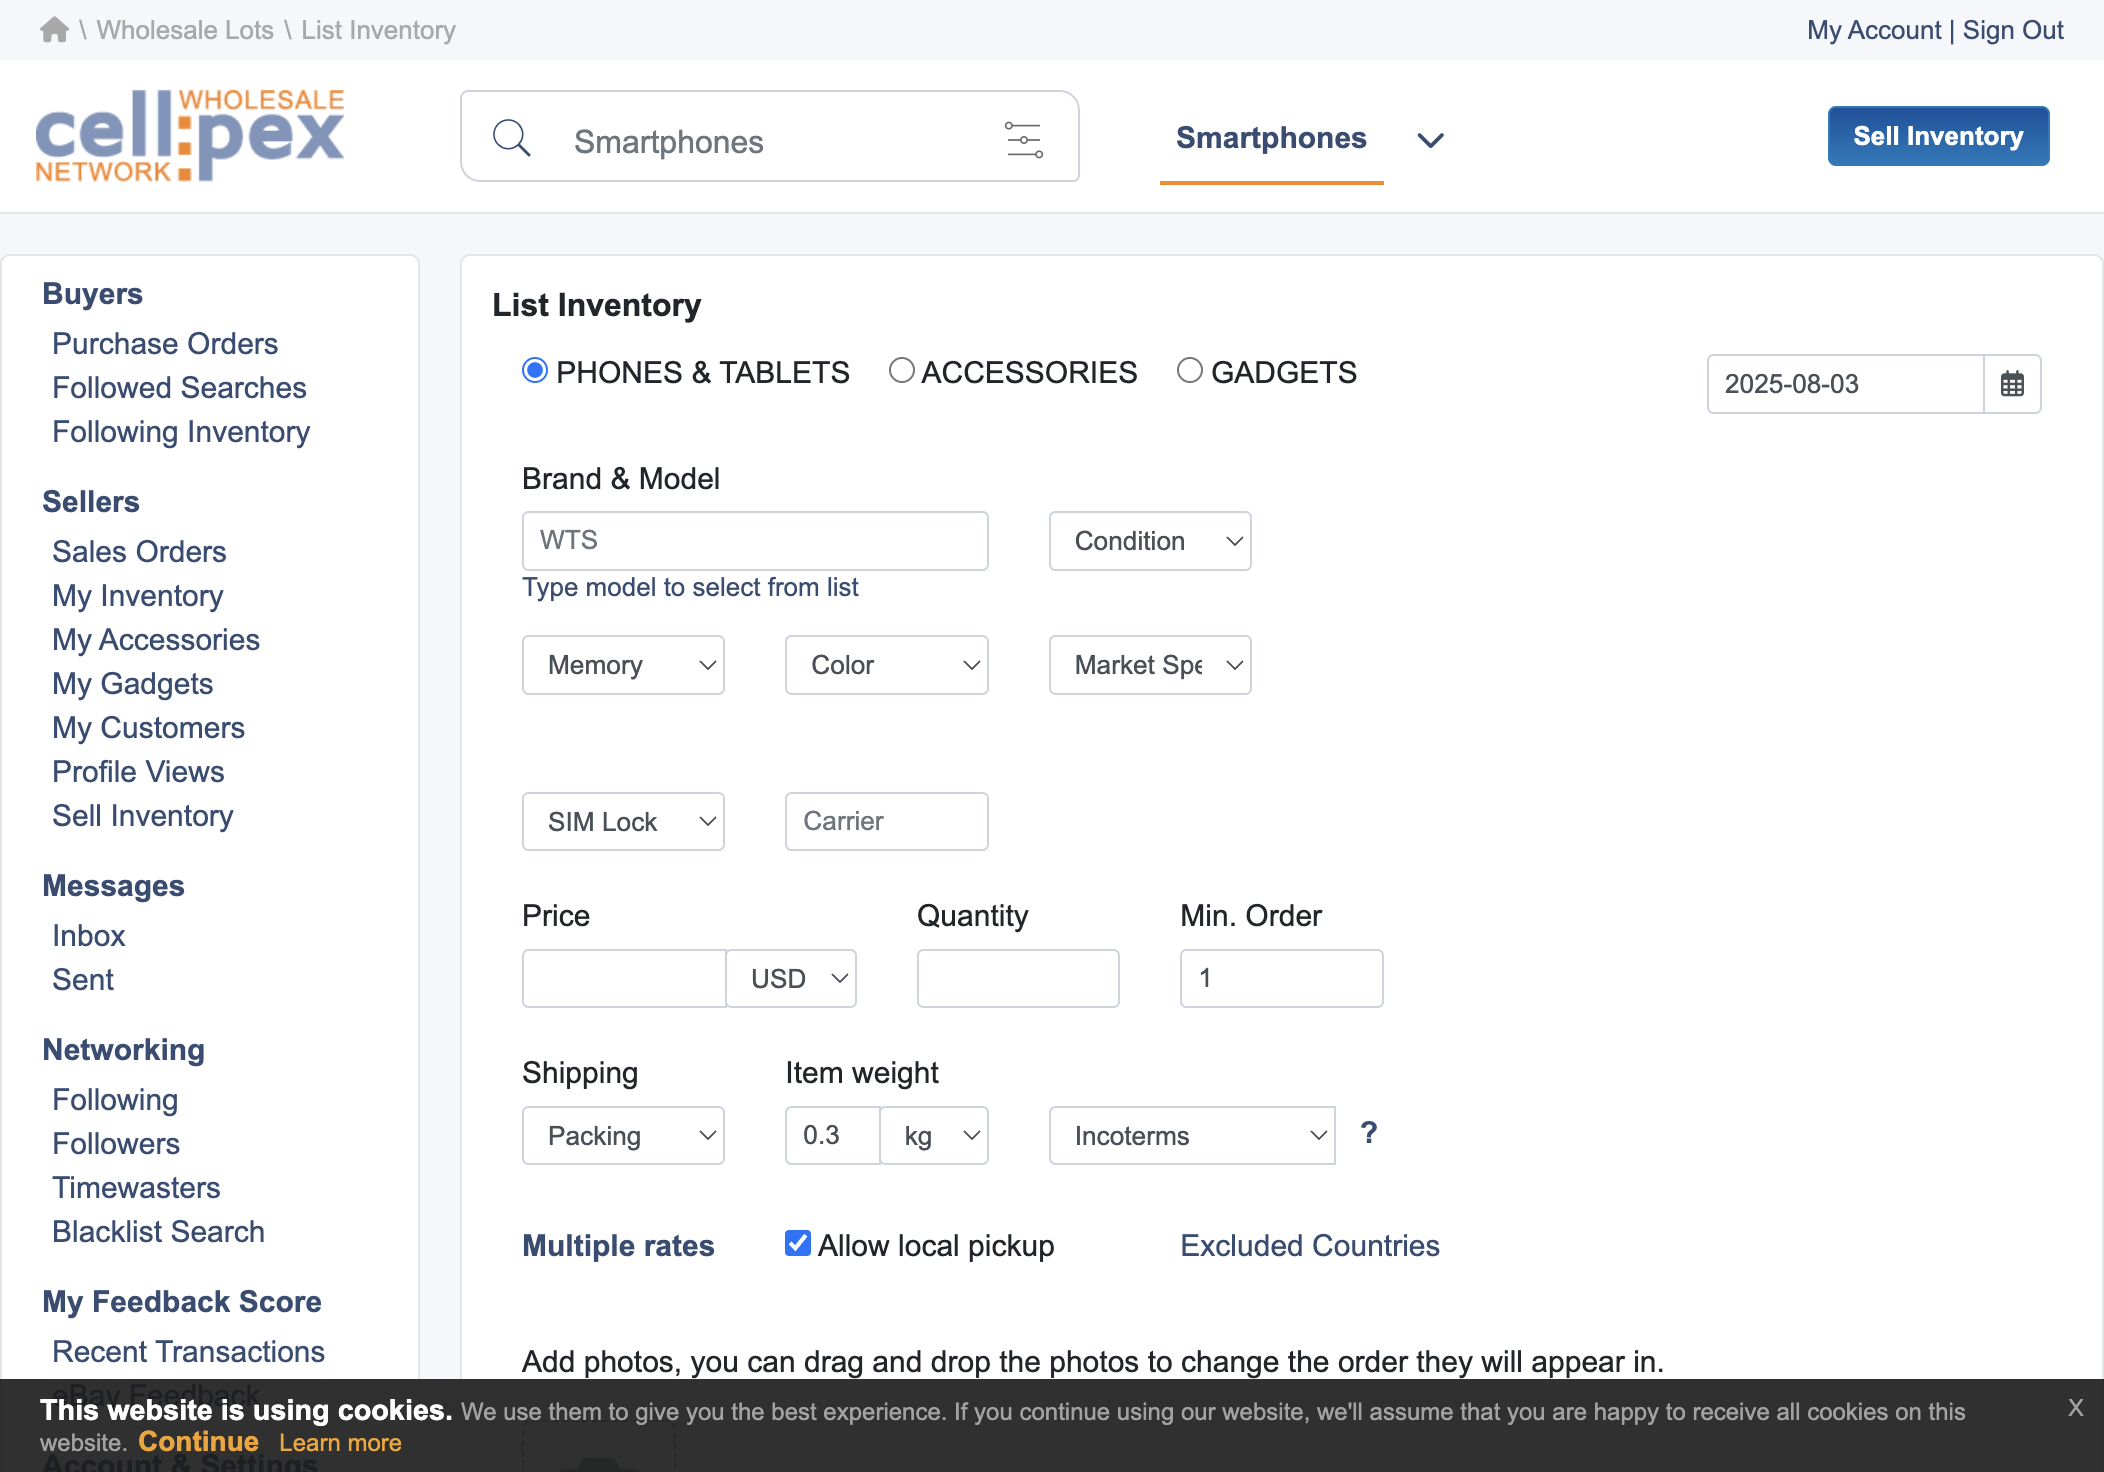 \ Wholesale Lots \ List Inventory
My Account | Sign Out
WHOLESALE
cell:pex
NETWORK
Smartphones
Smartphones
Sell Inventory
Buyers
Purchase Orders
Followed Searches
Following Inventory
Sellers
Sales Orders
My Inventory
My Accessories
My Gadgets
My Customers
Profile Views
Sell Inventory
Messages
Inbox
Sent
Networking
Following
Followers
Timewasters
Blacklist Search
My Feedback Score
Recent Transactions
eBay Feedback
Account & Settings
List Inventory
PHONES & TABLETS ACCESSORIES GADGETS
2025-08-03
Brand & Model
WTS
Condition
Type model to select from list
Memory
Color
Market Spe
SIM Lock
Carrier
Price
Quantity
Min. Order
USD
1
Shipping
Item weight
Packing
0.3
kg
Incoterms
?
Multiple rates
Allow local pickup
Excluded Countries
Add photos, you can drag and drop the photos to change the order they will appear in.
This website is using cookies. We use them to give you the best experience. If you continue using our website, we'll assume that you are happy to receive all cookies on this
website. Continue Learn more
X